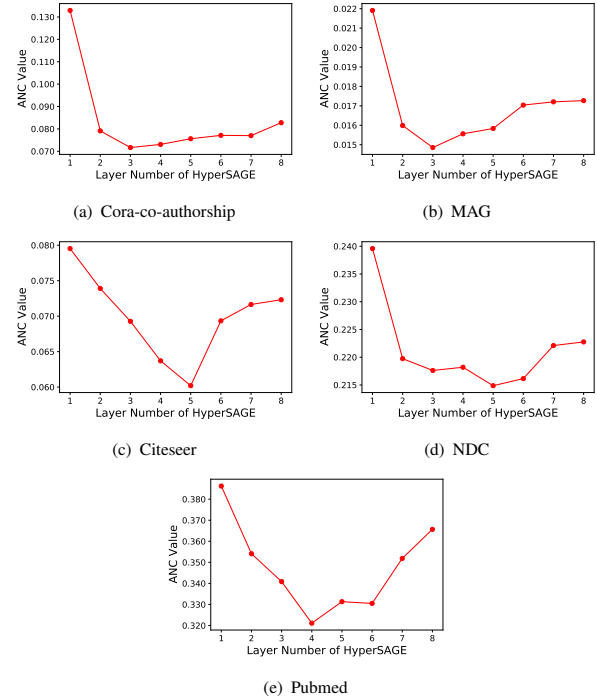 0.130
0.120
0.110
0.100
0.090
0.080
0.070
ANC Value
1 2 3 4 5 6 7 8
Layer Number of HyperSAGE
(a) Cora-co-authorship
0.022
0.021
0.020
0.019
0.018
0.017
0.016
0.015
ANC Value
1 2 3 4 5 6 7 8
Layer Number of HyperSAGE
(b) MAG
0.080
0.075
0.070
0.065
0.060
ANC Value
1 2 3 4 5 6 7 8
Layer Number of HyperSAGE
(c) Citeseer
0.240
0.235
0.230
0.225
0.220
0.215
ANC Value
1 2 3 4 5 6 7 8
Layer Number of HyperSAGE
(d) NDC
0.380
0.370
0.360
0.350
0.340
0.330
0.320
ANC Value
1 2 3 4 5 6 7 8
Layer Number of HyperSAGE
(e) Pubmed